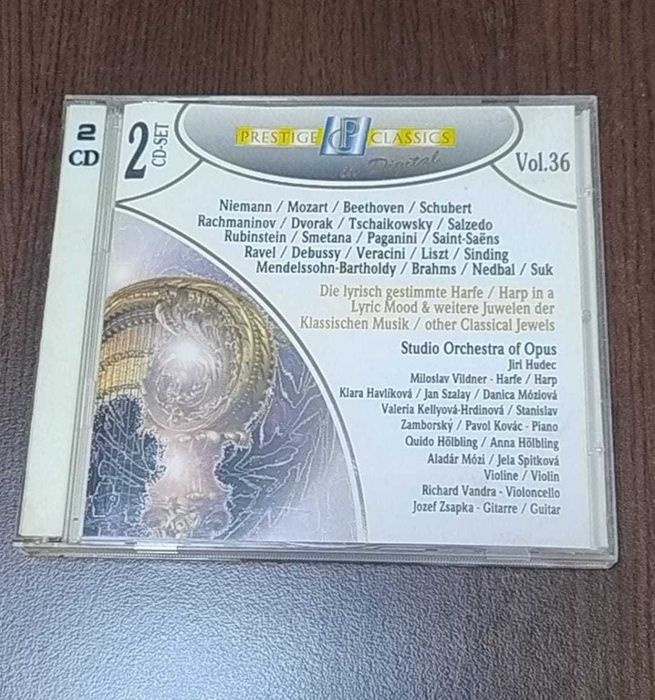 2
CD
2
CD-SET
PRESTIGE dP CLASSICS
in Digital
Vol.36
Niemann / Mozart / Beethoven / Schubert
Rachmaninov / Dvorak / Tschaikowsky / Salzedo
Rubinstein / Smetana / Paganini / Saint-Saëns
Ravel / Debussy / Veracini / Liszt / Sinding
Mendelssohn-Bartholdy / Brahms / Nedbal / Suk
Die lyrisch gestimmte Harfe / Harp in a
Lyric Mood & weitere Juwelen der
Klassischen Musik / other Classical Jewels
Studio Orchestra of Opus
Jiri Hudec
Miloslav Vildner - Harfe / Harp
Klara Havlíková / Jan Szalay / Danica Móziová
Valeria Kellyová-Hrdinová / Stanislav
Zamborský / Pavol Kovác - Piano
Quido Hölbling / Anna Hölbling
Aladár Mózi / Jela Spitková
Violine / Violin
Richard Vandra - Violoncello
Jozef Zsapka - Gitarre / Guitar